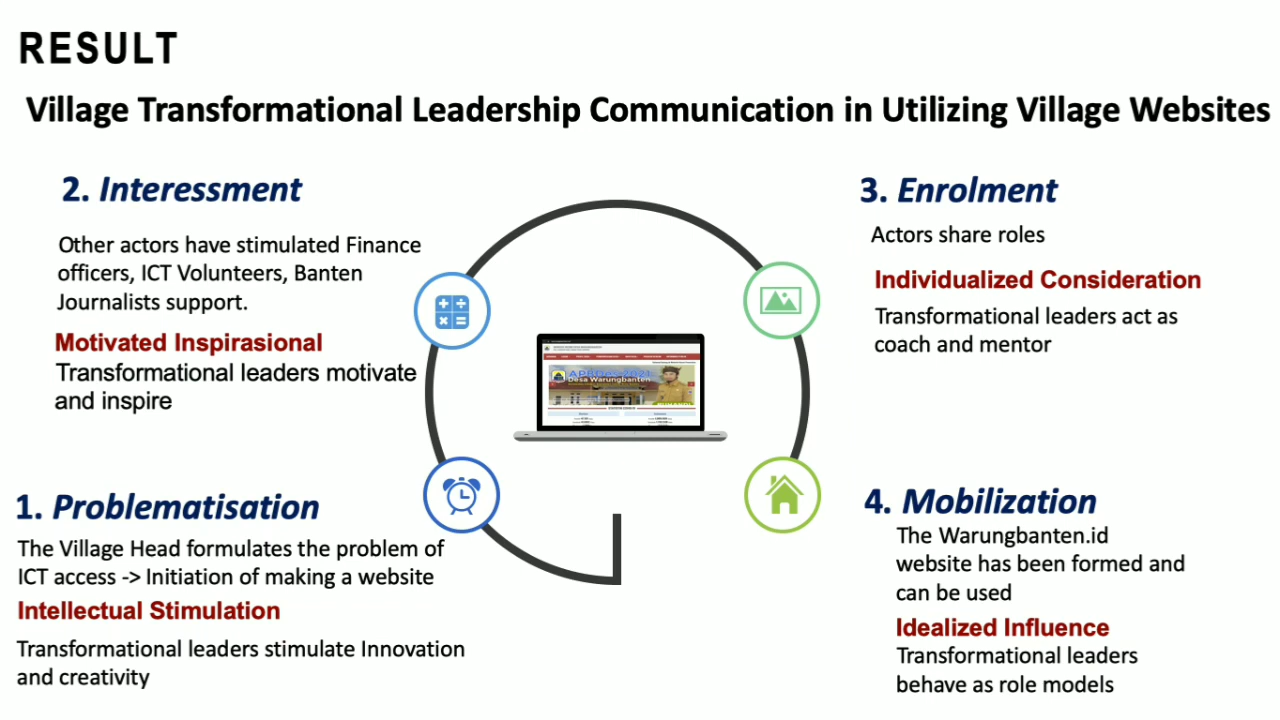 RESULT
Village Transformational Leadership Communication in Utilizing Village Websites
2. Interessment
Other actors have stimulated Finance
officers, ICT Volunteers, Banten
Journalists support.
Motivated Inspirasional
Transformational leaders motivate
and inspire
3. Enrolment
Actors share roles
Individualized Consideration
Transformational leaders act as
coach and mentor
APBDes 2021
Desa Warungbanten
1. Problematisation
The Village Head formulates the problem of
ICT access -> Initiation of making a website
Intellectual Stimulation
Transformational leaders stimulate Innovation
and creativity
4. Mobilization
The Warungbanten.id
website has been formed and
can be used
Idealized Influence
Transformational leaders
behave as role models